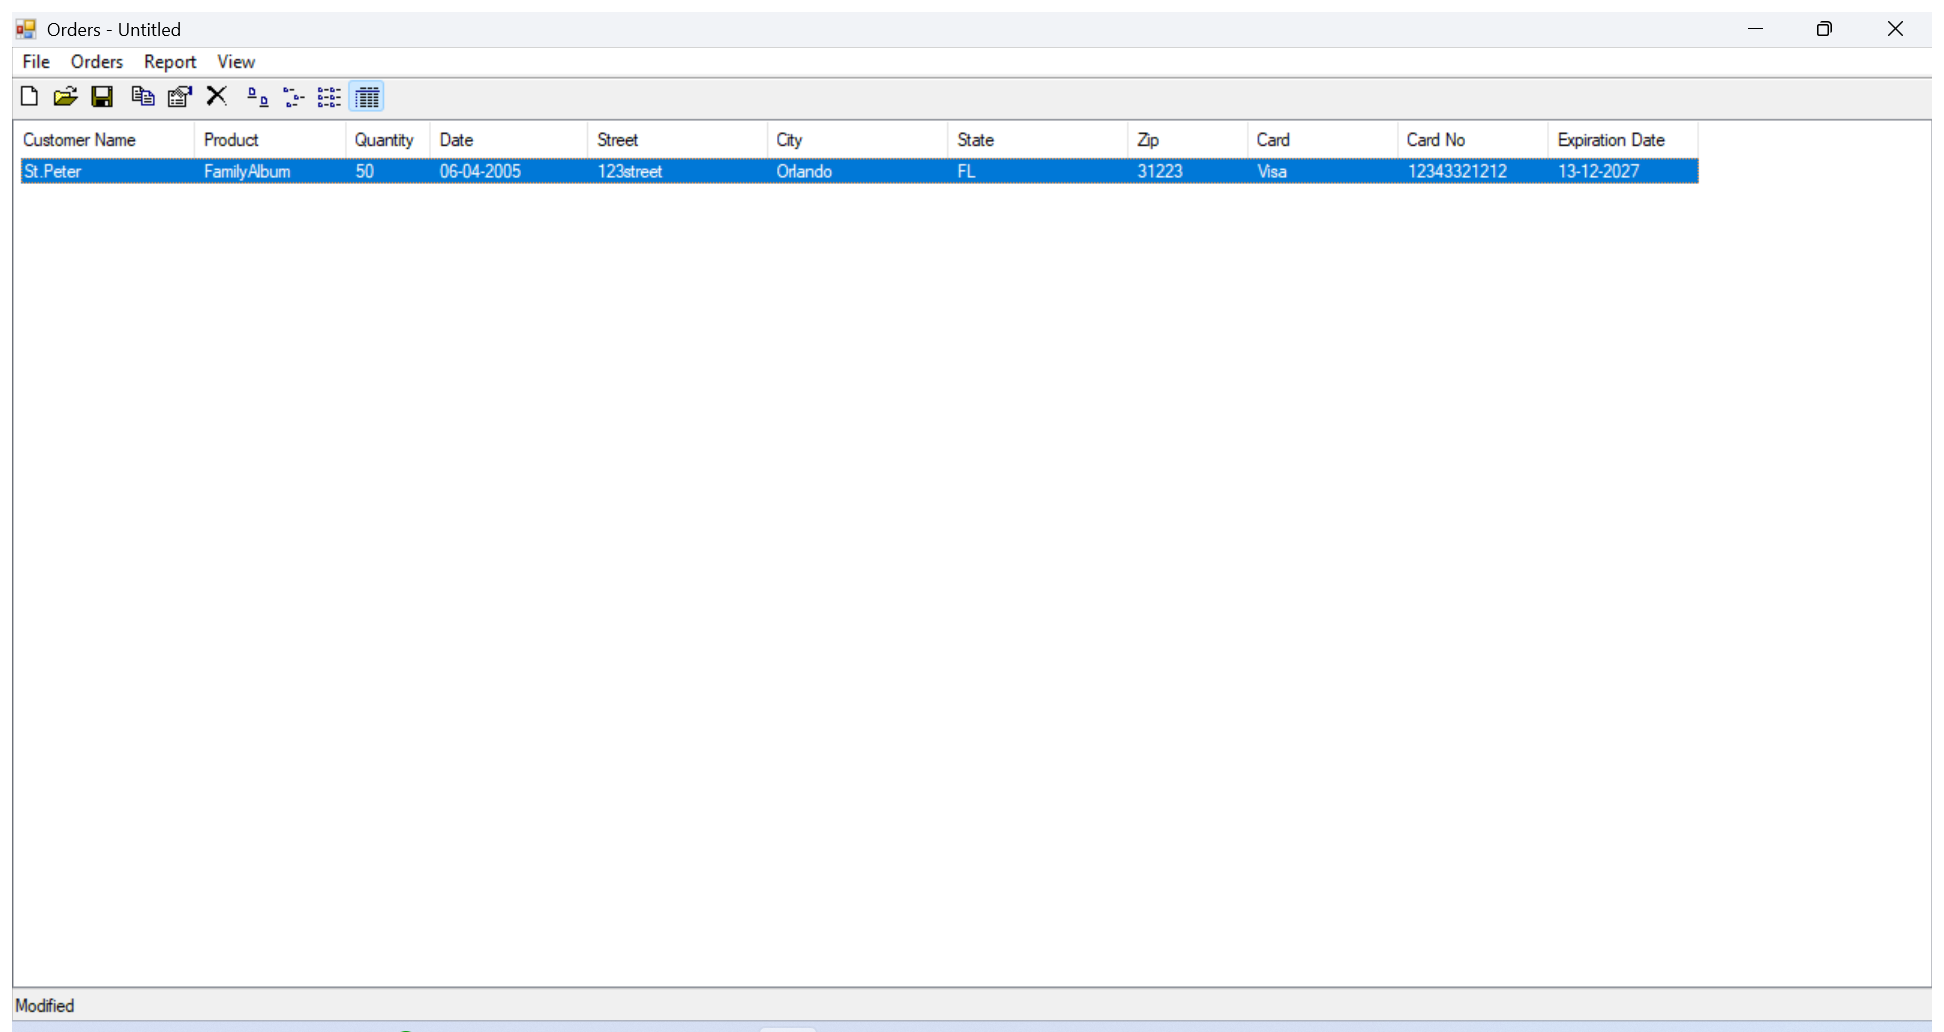 Orders - Untitled
File Orders Report View
Customer Name Product Quantity Date Street City State Zip Card Card No Expiration Date
St.Peter FamilyAlbum 50 06-04-2005 123street Orlando FL 31223 Visa 12343321212 13-12-2027
Modified